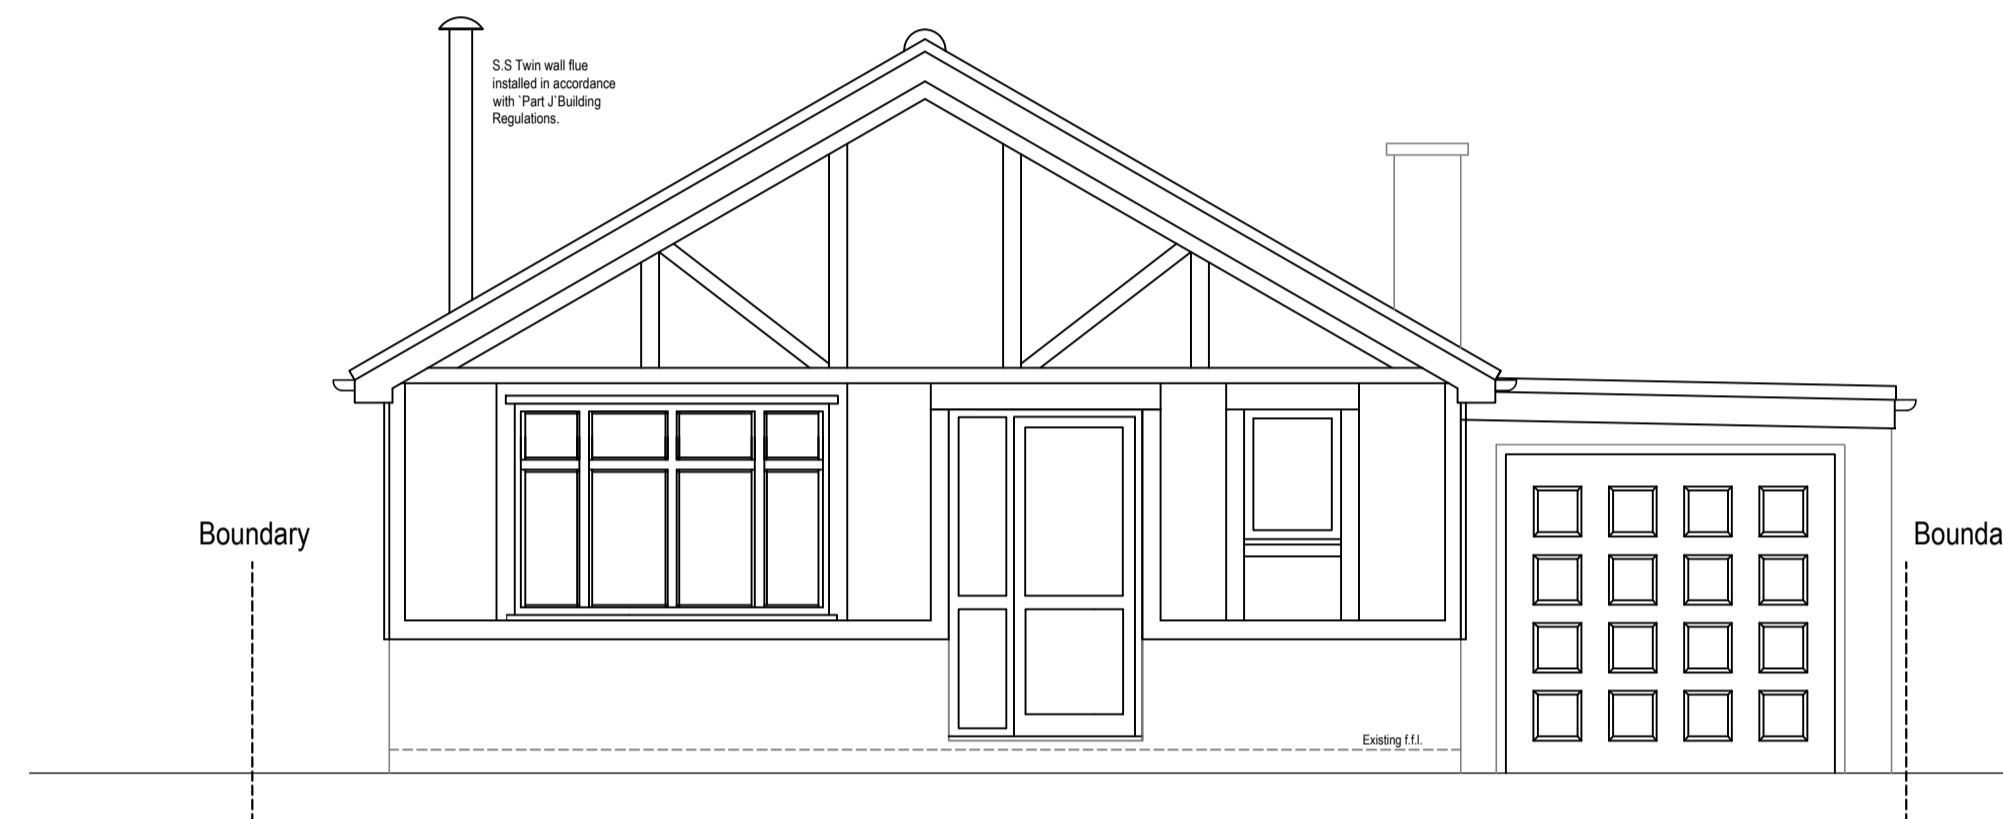 S.S Twin wall flue
installed in accordance
with `Part J`Building
Regulations.
Boundary
Bounda
Existing f.f.l.